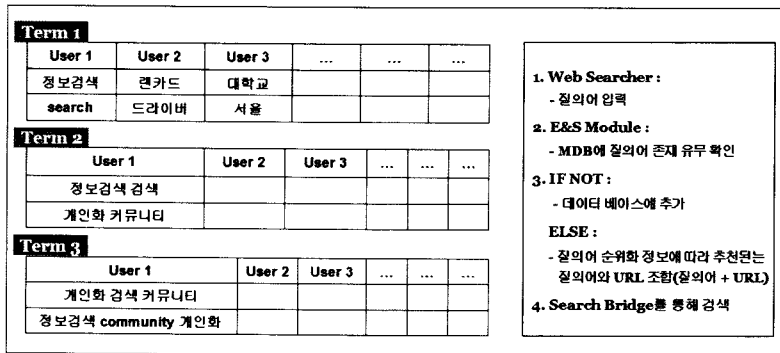 Term 1
User 1 User 2 User 3 ... ... ...
정보검색 랜카드 대학교
search 드라이버 서울
Term 2
User 1 User 2 User 3 ... ... ...
정보검색 검색
개인화 커뮤니티
Term 3
User 1 User 2 User 3 ... ... ...
개인화 검색 커뮤니티
정보검색 community 개인화
1. Web Searcher :
- 질의어 입력
2. E&S Module :
- MDB에 질의어 존재 유무 확인
3. IF NOT :
- 데이터 베이스에 추가
ELSE :
- 질의어 순위화 정보에 따라 추천된는
질의어와 URL 조합(질의어 + URL)
4. Search Bridge를 통해 검색